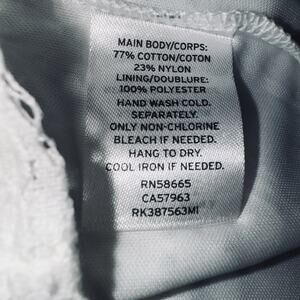 MAIN BODY/CORPS:
77% COTTON/COTON
23% NYLON
LINING/DOUBLURE:
100% POLYESTER
HAND WASH COLD.
SEPARATELY.
ONLY NON-CHLORINE
BLEACH IF NEEDED.
HANG TO DRY.
COOL IRON IF NEEDED.
RN58665
CA57963
RK387563MI